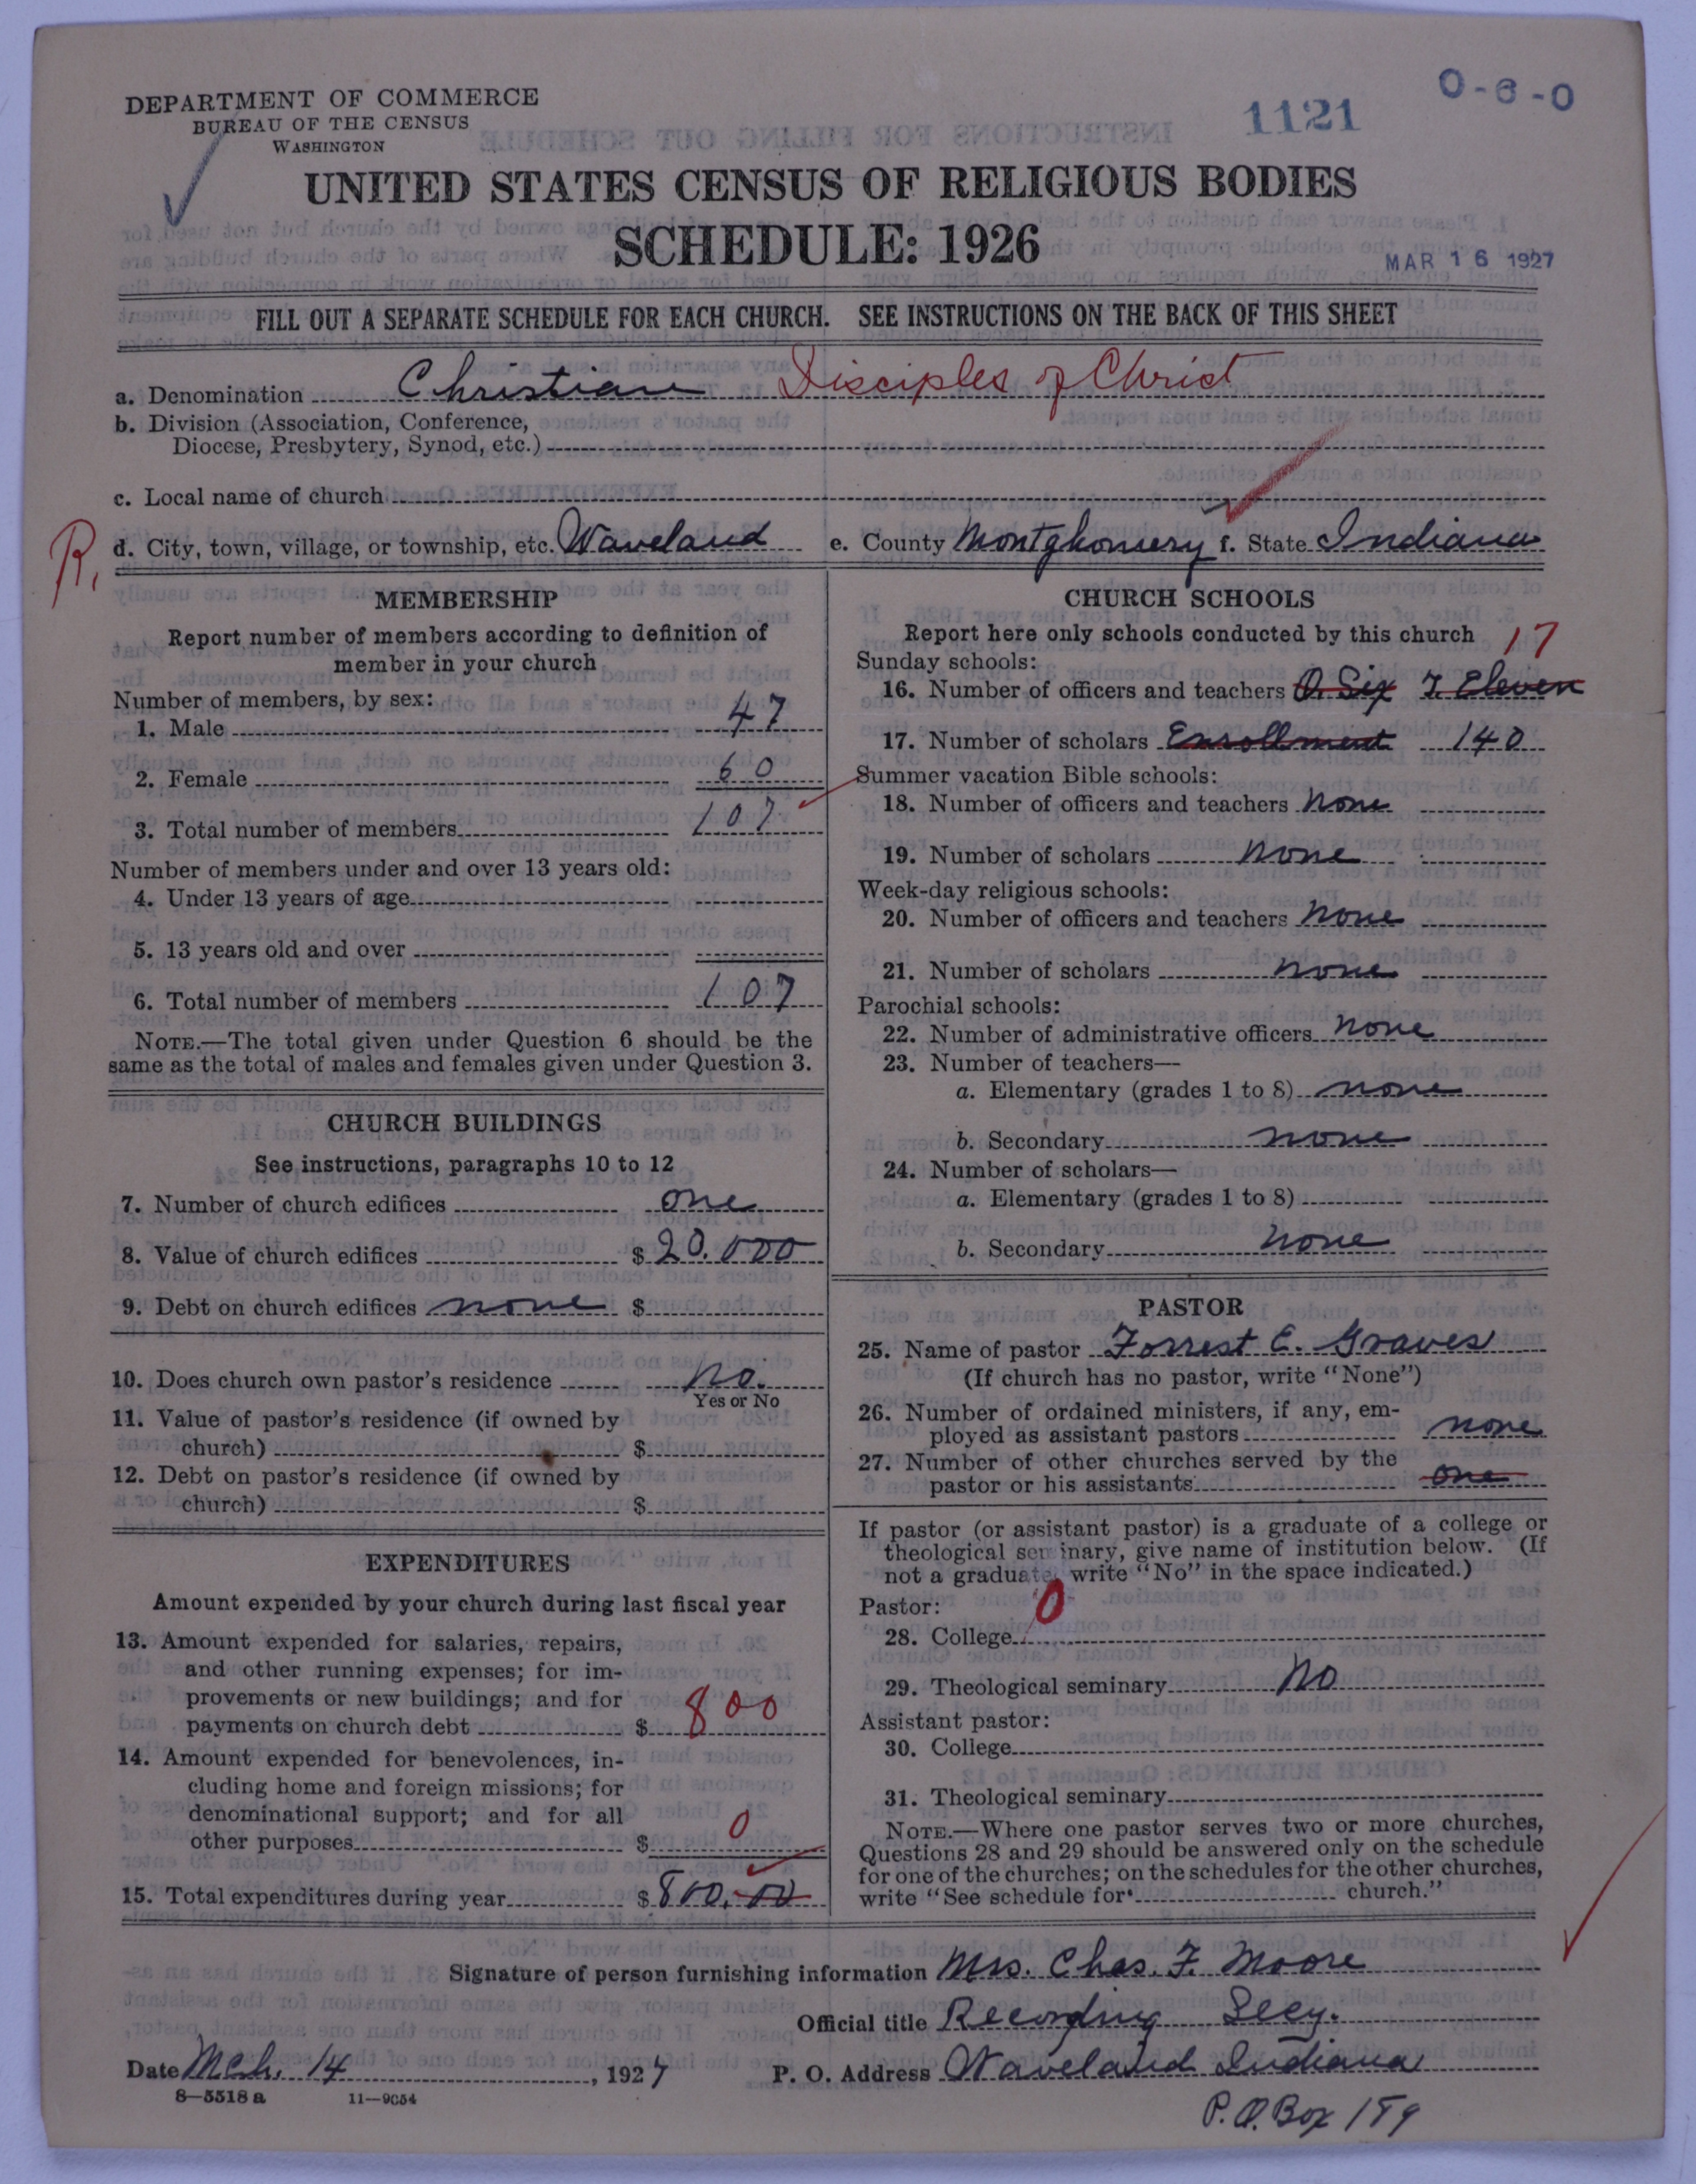 DEPARTMENT OF COMMERCE
BUREAU OF THE CENSUS
WASHINGTON
1121
0-6-0
UNITED STATES CENSUS OF RELIGIOUS BODIES
SCHEDULE: 1926
MAR 16 1927
FILL OUT A SEPARATE SCHEDULE FOR EACH CHURCH. SEE INSTRUCTIONS ON THE BACK OF THIS SHEET
a. Denomination Christian Disciples of Christ
b. Division (Association, Conference,
Diocese, Presbytery, Synod, etc.)
c. Local name of church
R. d. City, town, village, or township, etc. Waveland e. County Montghomery f. State Indiana
MEMBERSHIP
Report number of members according to definition of
member in your church
Number of members, by sex:
1. Male 47
2. Female 60
3. Total number of members 107
Number of members under and over 13 years old:
4. Under 13 years of age
5. 13 years old and over
6. Total number of members 107
NOTE.—The total given under Question 6 should be the
same as the total of males and females given under Question 3.
CHURCH BUILDINGS
See instructions, paragraphs 10 to 12
7. Number of church edifices one
8. Value of church edifices $ 20.000
9. Debt on church edifices none $
10. Does church own pastor's residence No.
Yes or No
11. Value of pastor's residence (if owned by
church) $
12. Debt on pastor's residence (if owned by
church) $
EXPENDITURES
Amount expended by your church during last fiscal year
13. Amount expended for salaries, repairs,
and other running expenses; for im-
provements or new buildings; and for
payments on church debt $ 800
14. Amount expended for benevolences, in-
cluding home and foreign missions; for
denominational support; and for all
other purposes $ 0
15. Total expenditures during year $ 800.00
CHURCH SCHOOLS
Report here only schools conducted by this church 17
Sunday schools:
16. Number of officers and teachers O. Six T. Eleven
17. Number of scholars Enrollment 140
Summer vacation Bible schools:
18. Number of officers and teachers none
19. Number of scholars none
Week-day religious schools:
20. Number of officers and teachers none
21. Number of scholars none
Parochial schools:
22. Number of administrative officers none
23. Number of teachers—
a. Elementary (grades 1 to 8) none
b. Secondary none
24. Number of scholars—
a. Elementary (grades 1 to 8)
b. Secondary none
PASTOR
25. Name of pastor Forrest E. Graves
(If church has no pastor, write "None")
26. Number of ordained ministers, if any, em-
ployed as assistant pastors none
27. Number of other churches served by the
pastor or his assistants one
If pastor (or assistant pastor) is a graduate of a college or
theological seminary, give name of institution below. (If
not a graduate, write "No" in the space indicated.)
Pastor: 0
28. College
29. Theological seminary No
Assistant pastor:
30. College
31. Theological seminary
NOTE.—Where one pastor serves two or more churches,
Questions 28 and 29 should be answered only on the schedule
for one of the churches; on the schedules for the other churches,
write "See schedule for church."
Signature of person furnishing information Mrs. Chas. F. Moore
Official title Recording Secy.
Date Mch. 14, 1927 P. O. Address Waveland Indiana
8—5518 a 11—9054
P.O. Box 189